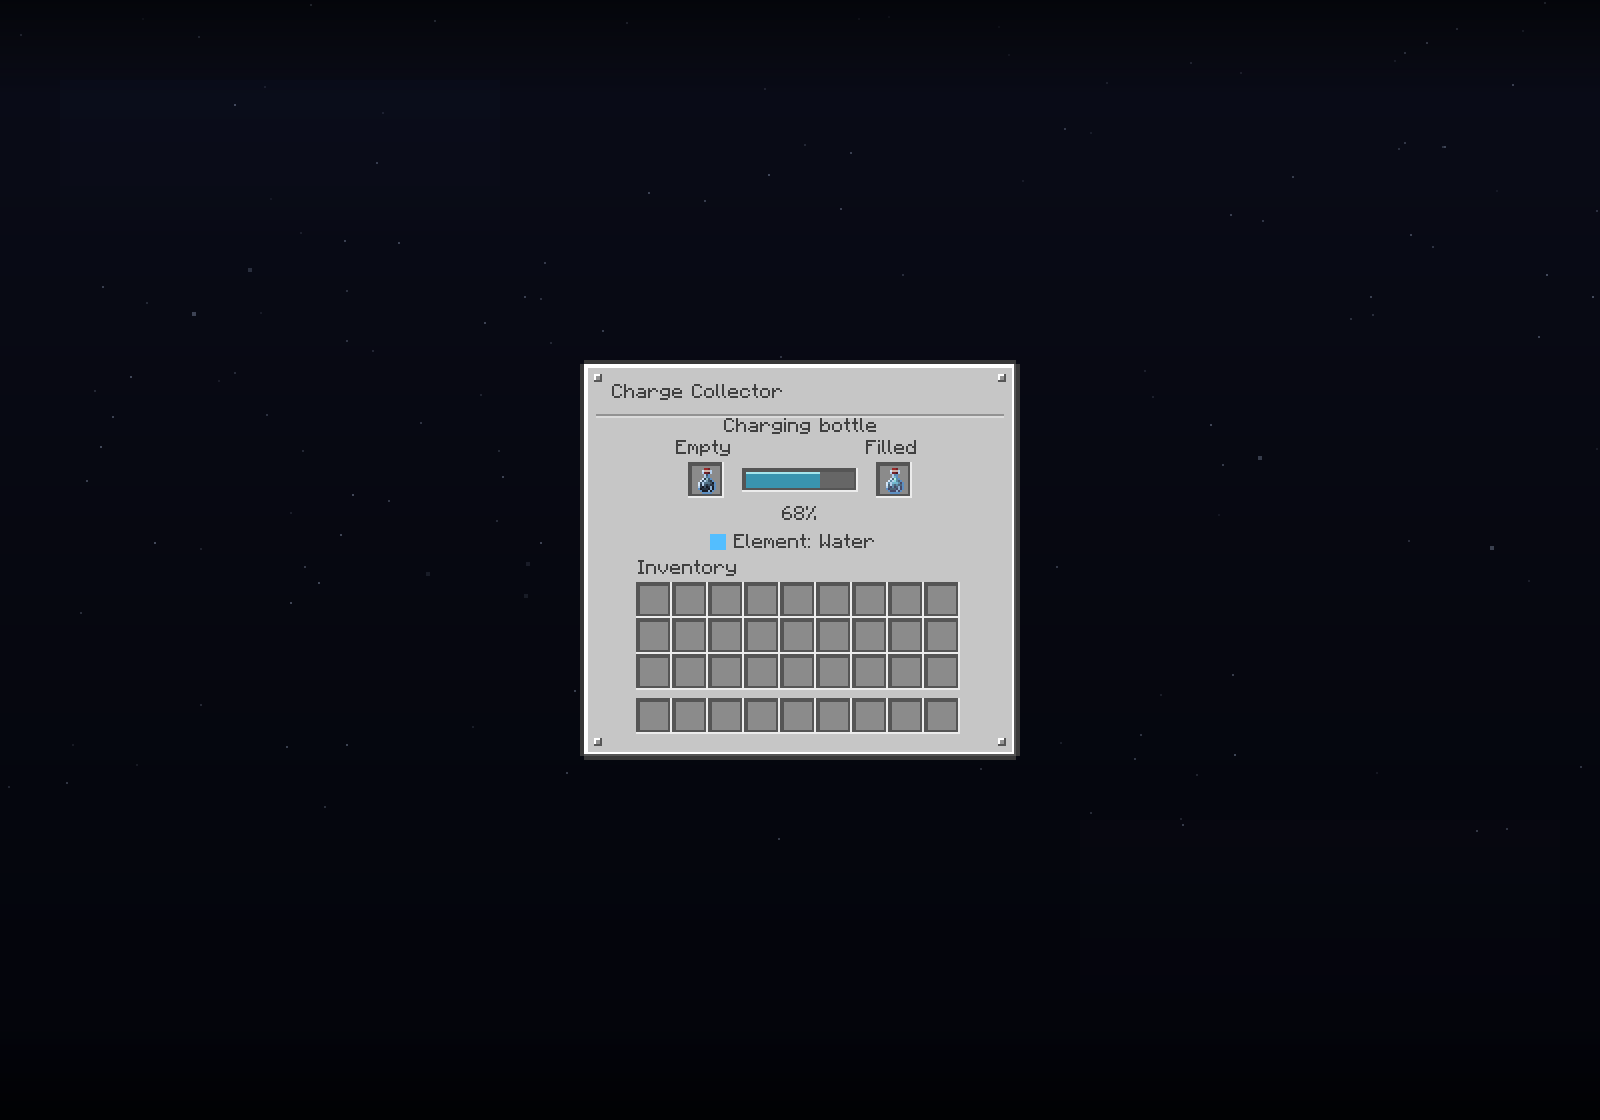 Charge Collector
Charging bottle
Empty Filled
68%
Element: Water
Inventory